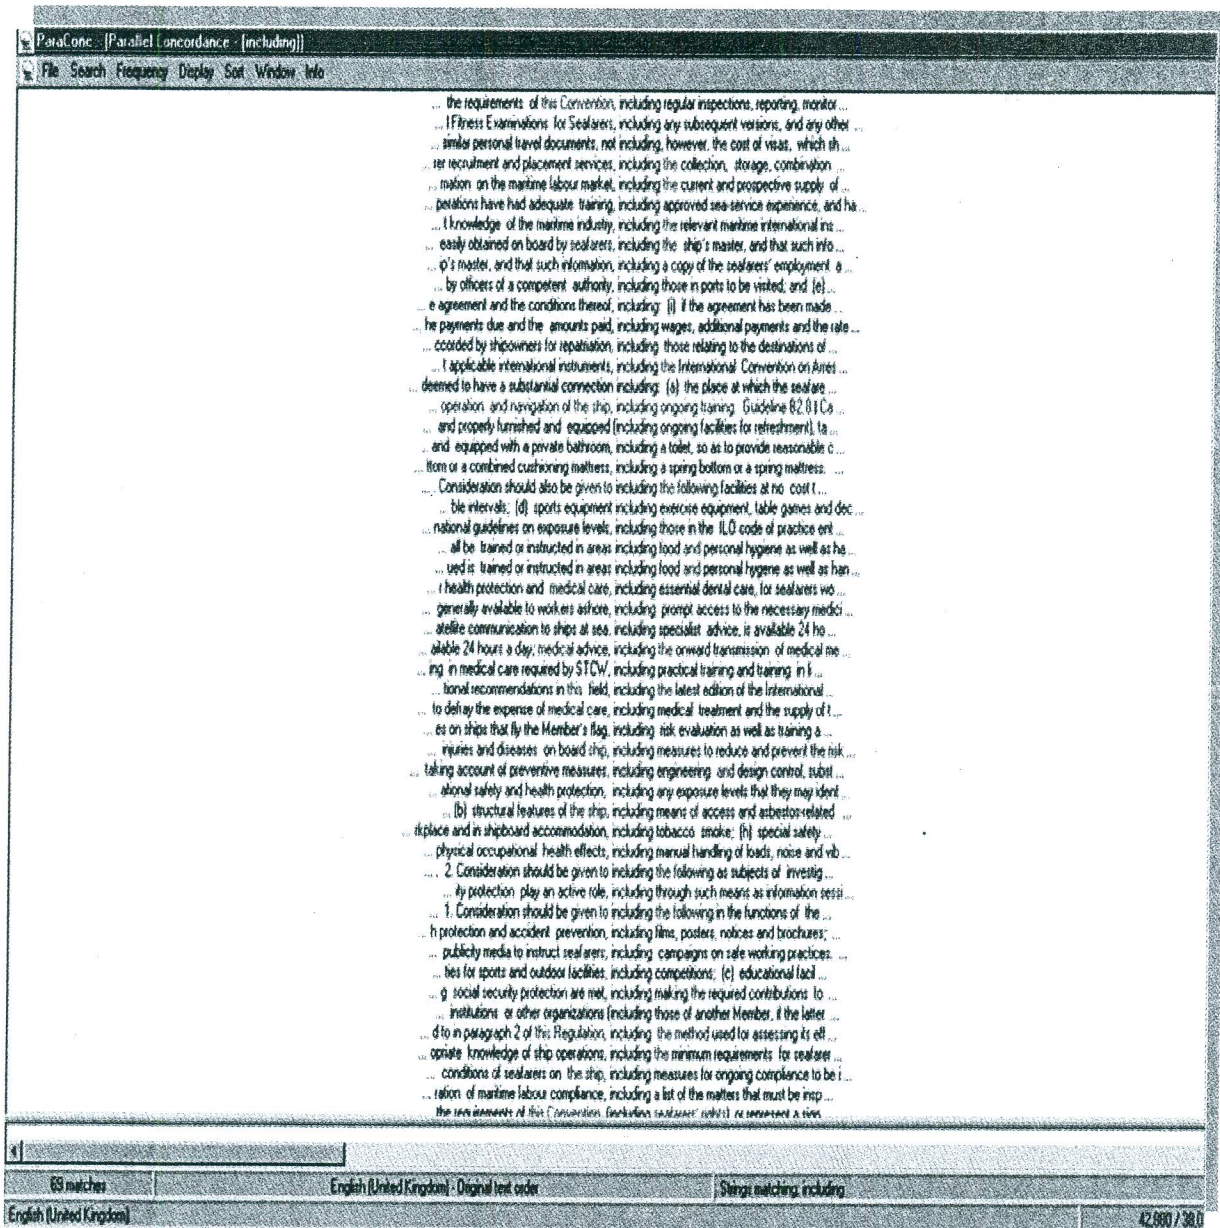 ParaConc - [Parallel Concordance - [including]]
File Search Frequency Display Sort Window Info
... the requirements of this Convention, including regular inspections, reporting, monitor ...
... l Fitness Examinations for Seafarers, including any subsequent versions, and any other ...
... similar personal travel documents, not including, however, the cost of visas, which sh ...
... rer recruitment and placement services, including the collection, storage, combination ...
... mation on the maritime labour market, including the current and prospective supply of ...
... perations have had adequate training, including approved sea-service experience, and ha ...
... t knowledge of the maritime industry, including the relevant maritime international ins ...
... easily obtained on board by seafarers, including the ship's master, and that such info ...
... p's master, and that such information, including a copy of the seafarers' employment a ...
... by officers of a competent authority, including those in ports to be visited; and (e) ...
... e agreement and the conditions thereof, including: (i) if the agreement has been made ...
... he payments due and the amounts paid, including wages, additional payments and the rate ...
... ccorded by shipowners for repatriation, including those relating to the destinations of ...
... t applicable international instruments, including the International Convention on Arres ...
... deemed to have a substantial connection including: (a) the place at which the seafare ...
... operation and navigation of the ship, including ongoing training. Guideline B2.8.1 Ca ...
... and properly furnished and equipped (including ongoing facilities for refreshment), ta ...
... and equipped with a private bathroom, including a toilet, so as to provide reasonable c ...
... ttom or a combined cushioning mattress, including a spring bottom or a spring mattress. ...
... Consideration should also be given to including the following facilities at no cost t ...
... ble intervals; (d) sports equipment including exercise equipment, table games and dec ...
... national guidelines on exposure levels, including those in the ILO code of practice ent ...
... all be trained or instructed in areas including food and personal hygiene as well as ha ...
... ued is trained or instructed in areas including food and personal hygiene as well as han ...
... r health protection and medical care, including essential dental care, for seafarers wo ...
... generally available to workers ashore, including prompt access to the necessary medici ...
... atellite communication to ships at sea, including specialist advice, is available 24 ho ...
... ailable 24 hours a day; medical advice, including the onward transmission of medical me ...
... ing in medical care required by STCW, including practical training and training in t ...
... tional recommendations in this field, including the latest edition of the International ...
... to defray the expense of medical care, including medical treatment and the supply of t ...
... es on ships that fly the Member's flag, including risk evaluation as well as training a ...
... injuries and diseases on board ship, including measures to reduce and prevent the risk ...
... taking account of preventive measures, including engineering and design control, subst ...
... ational safety and health protection, including any exposure levels that they may ident ...
... (b) structural features of the ship, including means of access and asbestos-related ...
... rkplace and in shipboard accommodation, including tobacco smoke; (h) special safety ...
... physical occupational health effects, including manual handling of loads, noise and vib ...
... 2. Consideration should be given to including the following as subjects of investig ...
... ity protection play an active role, including through such means as information sessi ...
... 1. Consideration should be given to including the following in the functions of the ...
... h protection and accident prevention, including films, posters, notices and brochures; ...
... publicity media to instruct seafarers, including campaigns on safe working practices. ...
... ties for sports and outdoor facilities, including competitions; (c) educational facil ...
... g social security protection are met, including making the required contributions to ...
... institutions or other organizations (including those of another Member, if the latter ...
... d to in paragraph 2 of this Regulation, including the method used for assessing its eff ...
... opriate knowledge of ship operations, including the minimum requirements for seafarer ...
... conditions of seafarers on the ship, including measures for ongoing compliance to be i ...
... ration of maritime labour compliance, including a list of the matters that must be insp ...
the requirements of this Convention (including seafarers' rights) or represent a sign
69 matches English (United Kingdom) - Original text order Strings matching: including
English (United Kingdom)